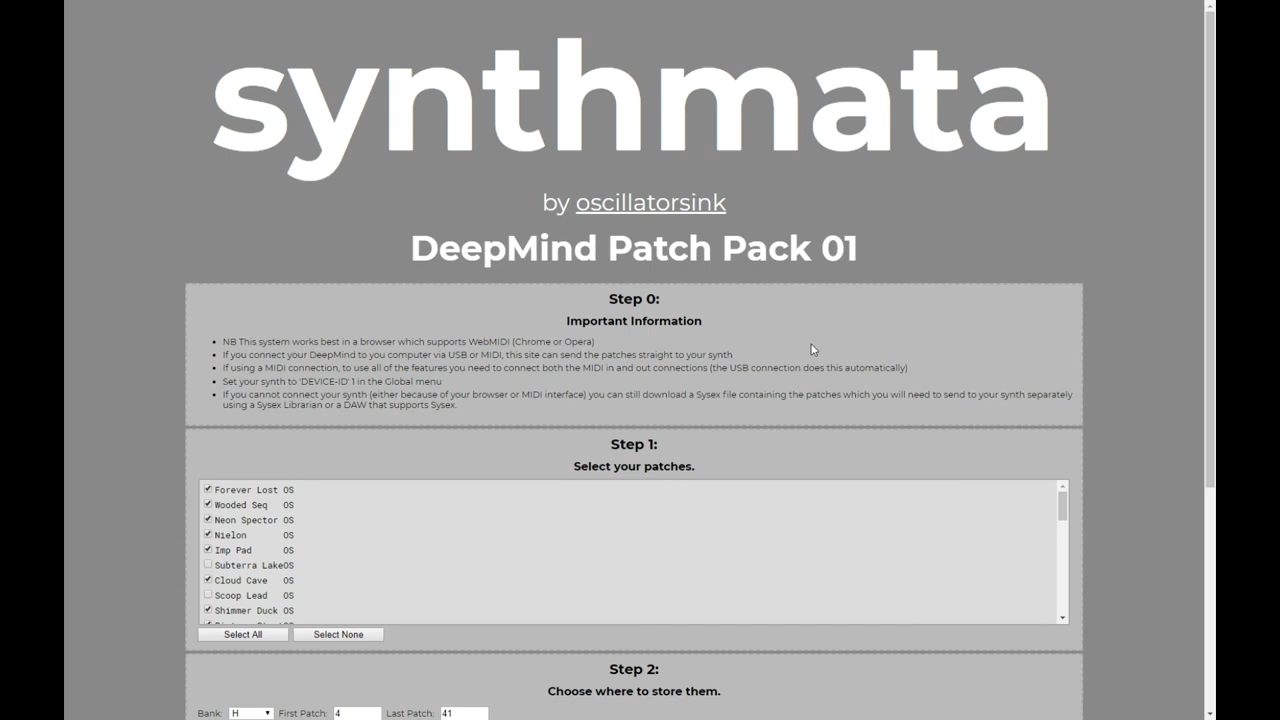 synthmata
by oscillatorsink
DeepMind Patch Pack 01
Step 0:
Important Information
NB This system works best in a browser which supports WebMIDI (Chrome or Opera)
If you connect your DeepMind to you computer via USB or MIDI, this site can send the patches straight to your synth
If using a MIDI connection, to use all of the features you need to connect both the MIDI in and out connections (the USB connection does this automatically)
Set your synth to 'DEVICE-ID' 1 in the Global menu
If you cannot connect your synth (either because of your browser or MIDI interface) you can still download a Sysex file containing the patches which you will need to send to your synth separately
using a Sysex Librarian or a DAW that supports Sysex.
Step 1:
Select your patches.
Forever Lost OS
Wooded Seq OS
Neon Spector OS
Nielon OS
Imp Pad OS
Subterra LakeOS
Cloud Cave OS
Scoop Lead OS
Shimmer Duck OS
Select All Select None
Step 2:
Choose where to store them.
Bank: H First Patch: 4 Last Patch: 41